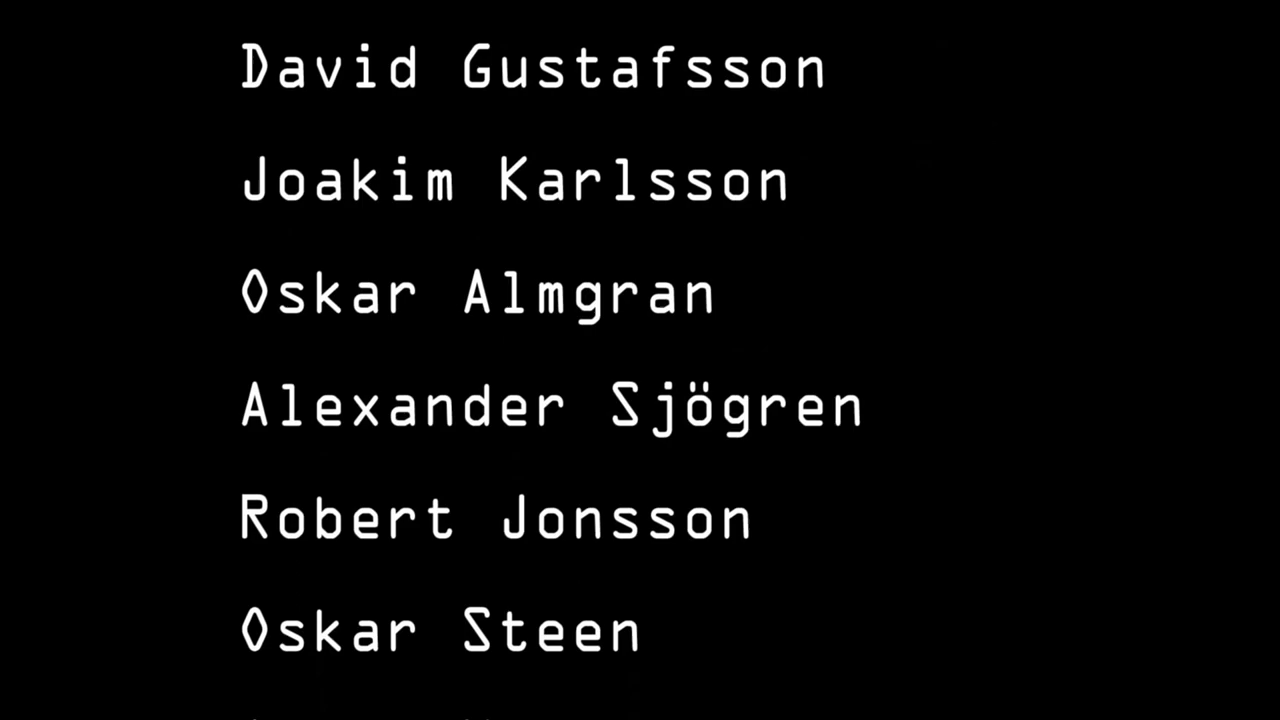 David Gustafsson
Joakim Karlsson
Oskar Almgran
Alexander Sjögren
Robert Jonsson
Oskar Steen